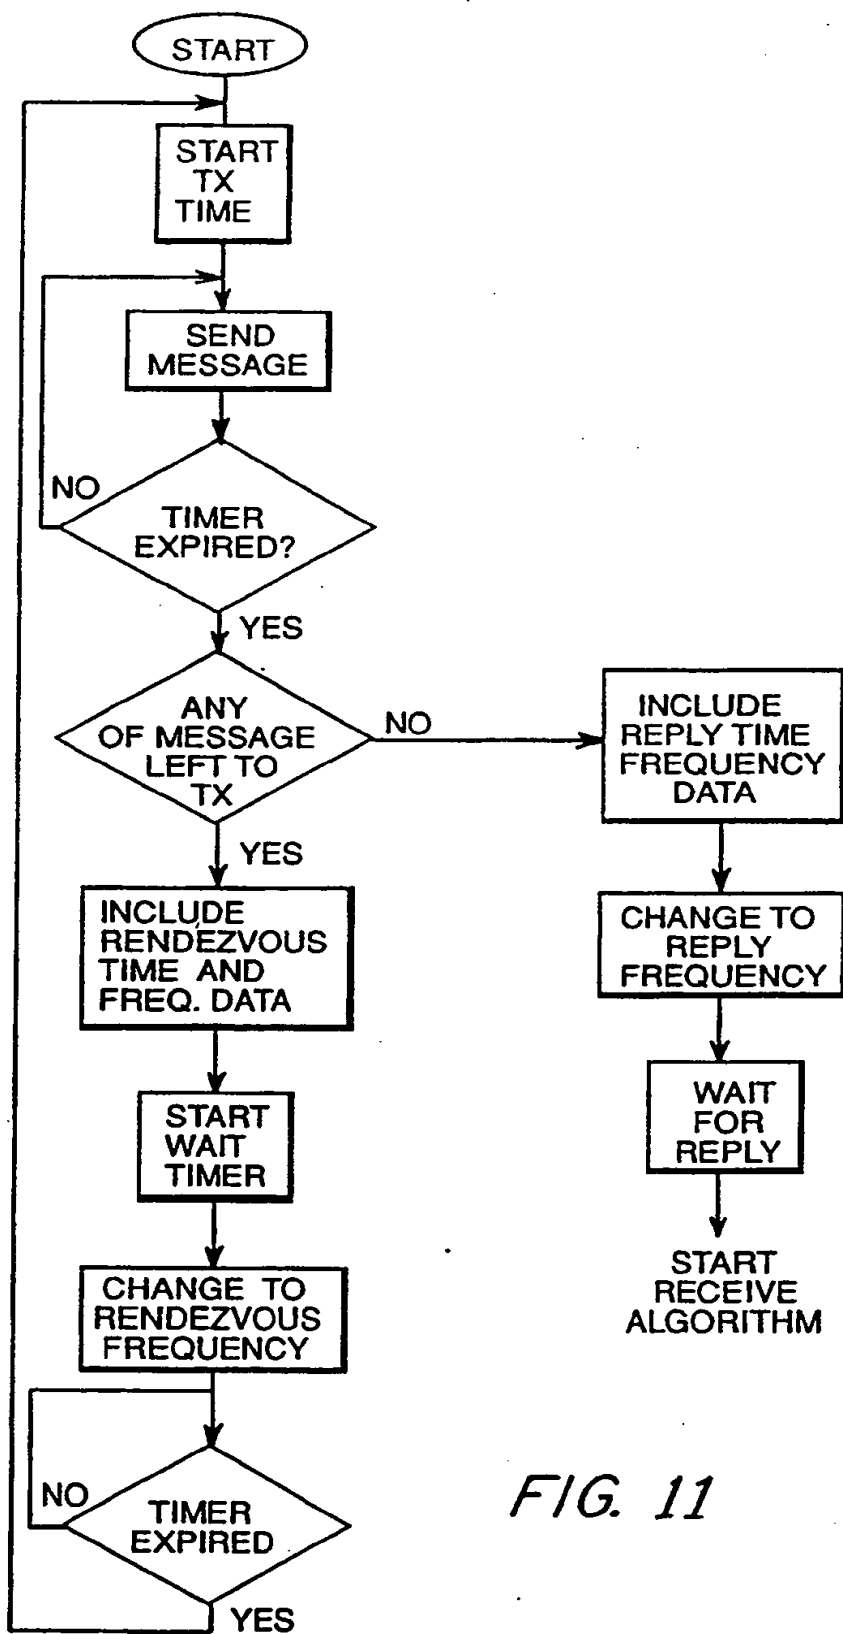 START
START
TX
TIME
SEND
MESSAGE
NO
TIMER
EXPIRED?
YES
ANY
OF MESSAGE
LEFT TO
TX
NO
YES
INCLUDE
REPLY TIME
FREQUENCY
DATA
CHANGE TO
REPLY
FREQUENCY
WAIT
FOR
REPLY
START
RECEIVE
ALGORITHM
INCLUDE
RENDEZVOUS
TIME AND
FREQ. DATA
START
WAIT
TIMER
CHANGE TO
RENDEZVOUS
FREQUENCY
NO
TIMER
EXPIRED
YES
FIG. 11